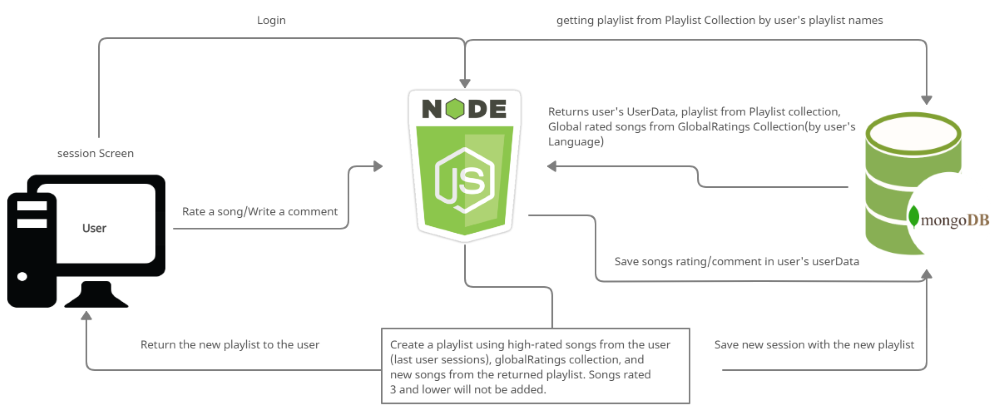 Login
getting playlist from Playlist Collection by user's playlist names
NODE
JS
Returns user's UserData, playlist from Playlist collection,
Global rated songs from GlobalRatings Collection(by user's
Language)
session Screen
User
Rate a song/Write a comment
mongoDB
Save songs rating/comment in user's userData
Return the new playlist to the user
Create a playlist using high-rated songs from the user
(last user sessions), globalRatings collection, and
new songs from the returned playlist. Songs rated
3 and lower will not be added.
Save new session with the new playlist